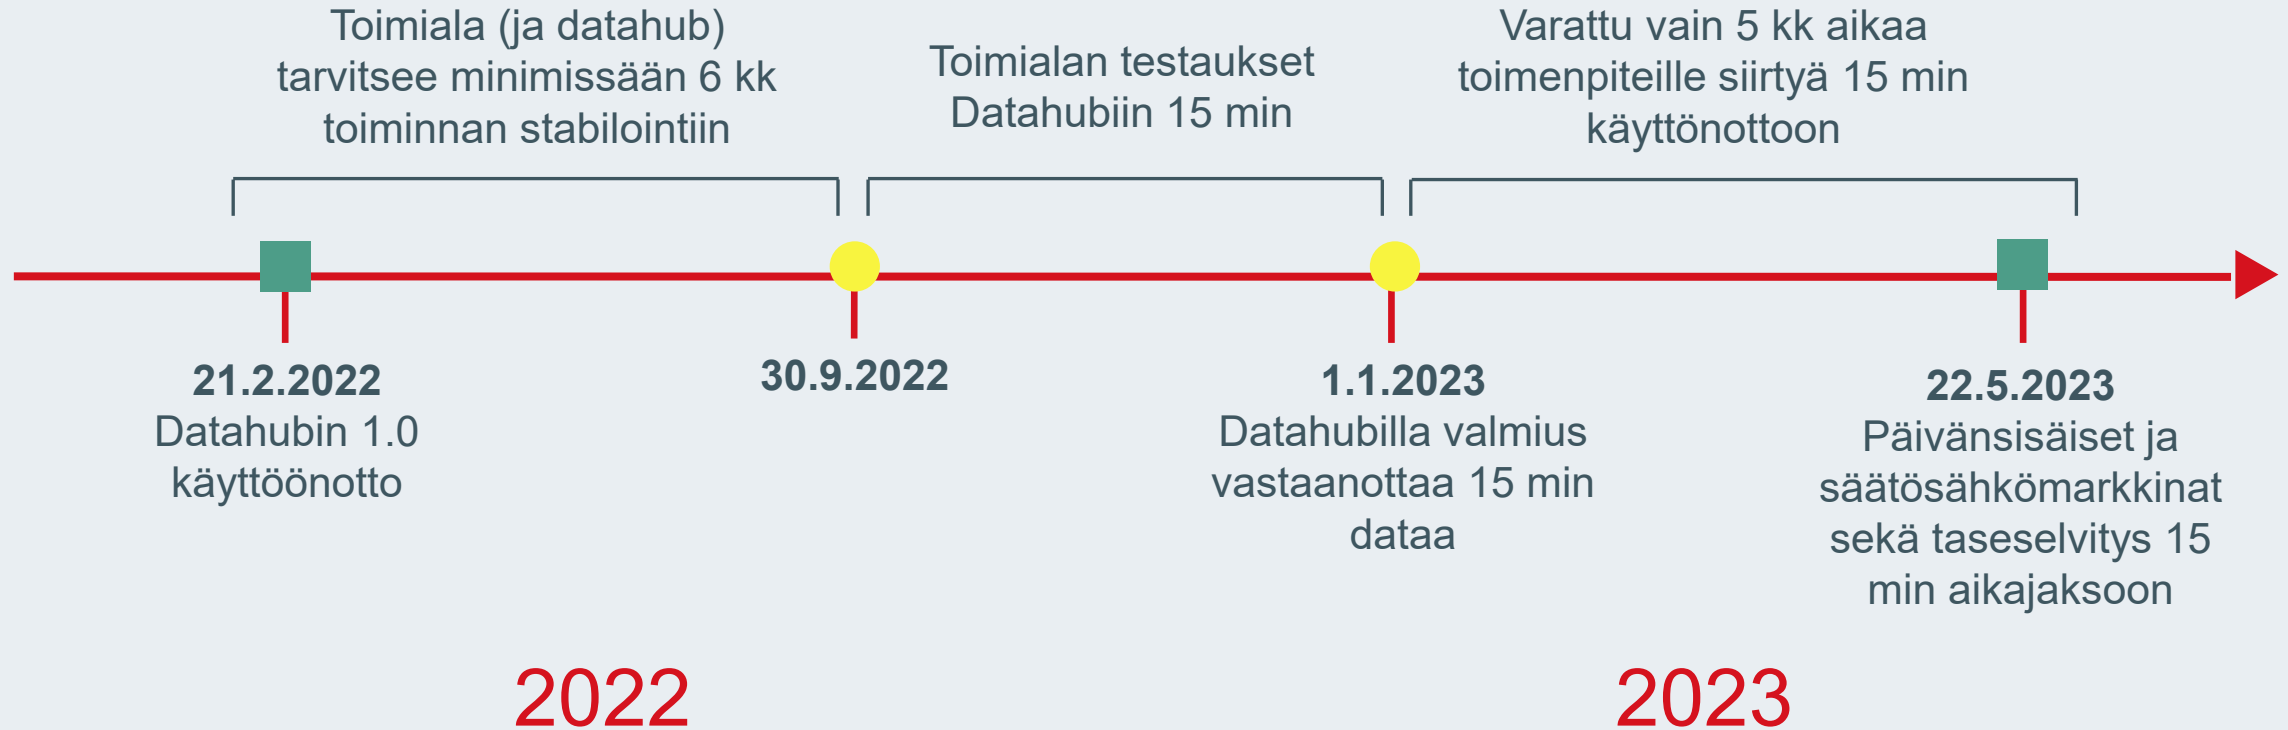 Toimiala (ja datahub)
tarvitsee minimissään 6 kk
toiminnan stabilointiin
Toimialan testaukset
Datahubiin 15 min
Varattu vain 5 kk aikaa
toimenpiteille siirtyä 15 min
käyttönottoon
21.2.2022
Datahubin 1.0
käyttöönotto
30.9.2022
1.1.2023
Datahubilla valmius
vastaanottaa 15 min
dataa
22.5.2023
Päivänsisäiset ja
säätösähkömarkkinat
sekä taseselvitys 15
min aikajaksoon
2022
2023